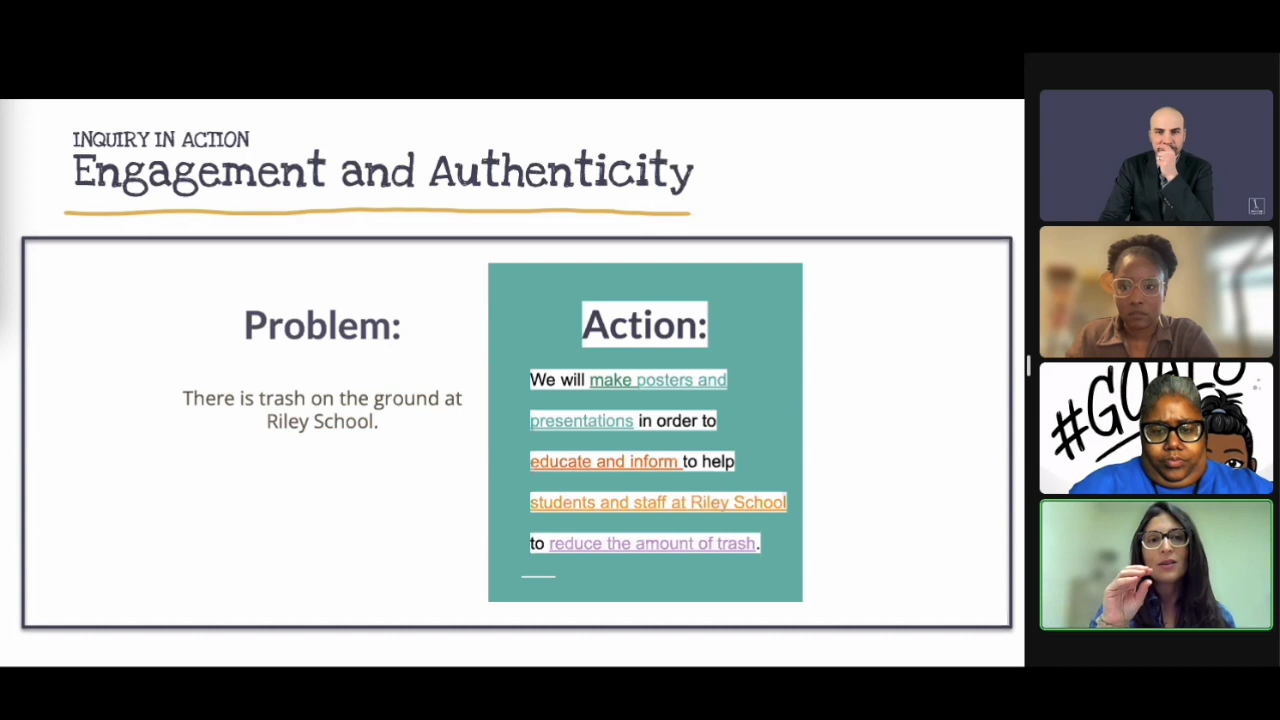 INQUIRY IN ACTION
Engagement and Authenticity
Problem:
There is trash on the ground at
Riley School.
Action:
We will make posters and
presentations in order to
educate and inform to help
students and staff at Riley School
to reduce the amount of trash.
#GOALS